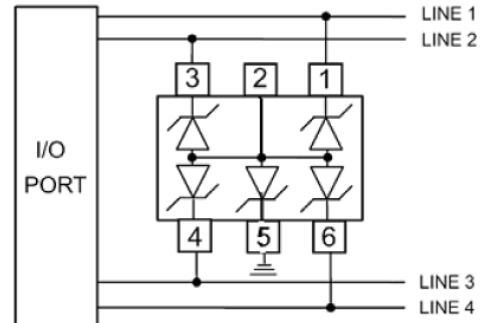 LINE 1
LINE 2
3 2 1
I/O
PORT
4 5 6
LINE 3
LINE 4